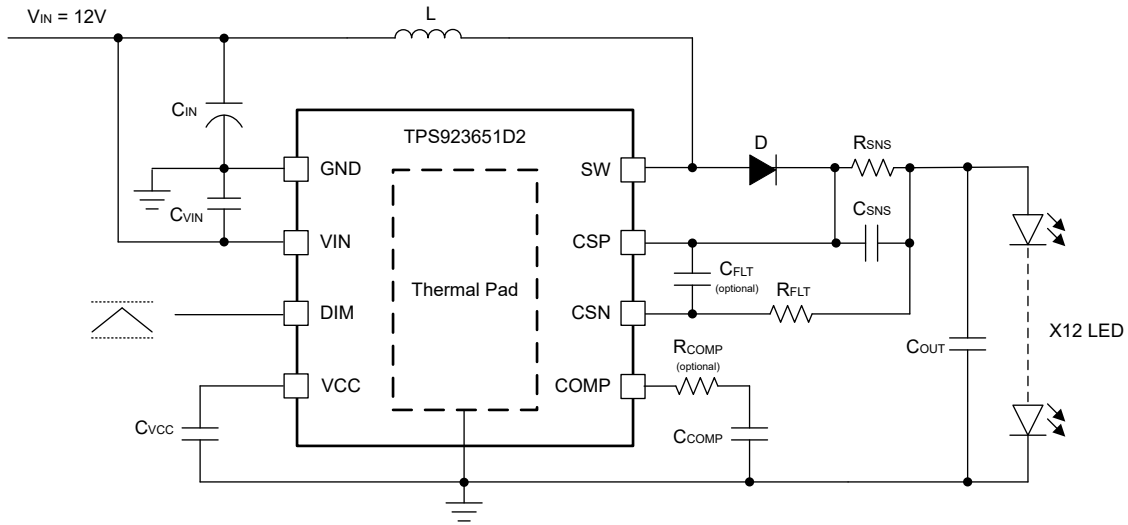 VIN = 12V
L
CIN
TPS923651D2
D
RSNS
GND
SW
CSNS
CVIN
VIN
CSP
CFLT
(optional)
Thermal Pad
RFLT
DIM
CSN
X12 LED
COUT
RCOMP
(optional)
VCC
COMP
CVCC
CCOMP